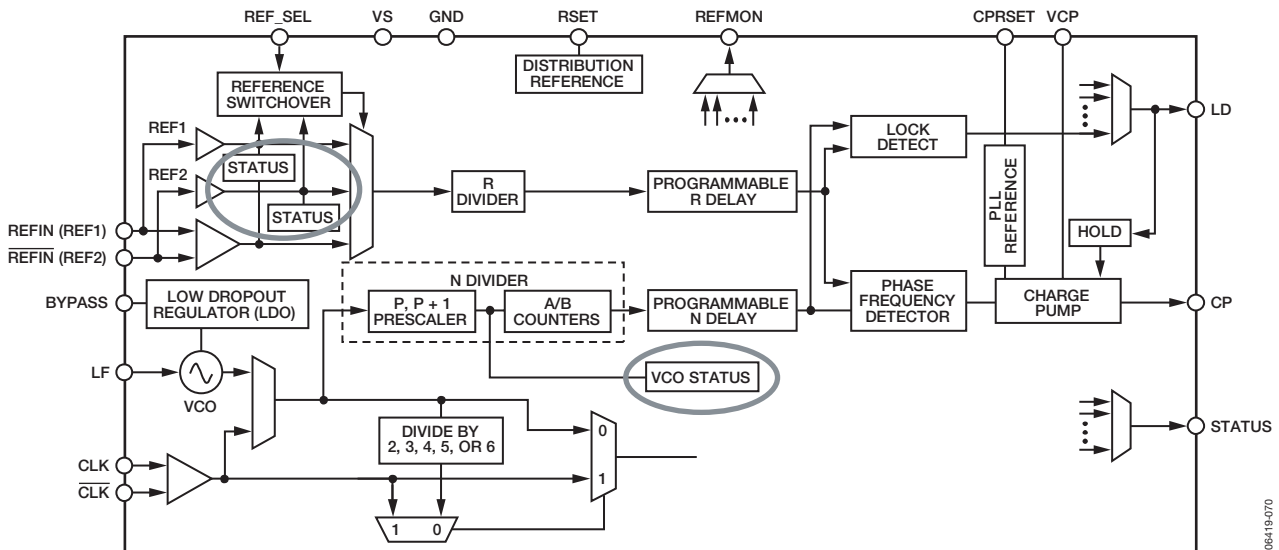 REF_SEL
VS
GND
RSET
REFMON
CPRSET
VCP
DISTRIBUTION
REFERENCE
REFERENCE
SWITCHOVER
REF1
STATUS
REF2
STATUS
R
DIVIDER
PROGRAMMABLE
R DELAY
LOCK
DETECT
PLL
REFERENCE
LD
HOLD
REFIN (REF1)
REFIN (REF2)
BYPASS
LOW DROPOUT
REGULATOR (LDO)
N DIVIDER
P, P + 1
PRESCALER
A/B
COUNTERS
PROGRAMMABLE
N DELAY
PHASE
FREQUENCY
DETECTOR
CHARGE
PUMP
CP
LF
VCO
VCO STATUS
STATUS
DIVIDE BY
2, 3, 4, 5, OR 6
0
1
CLK
CLK
1 0
06419-070